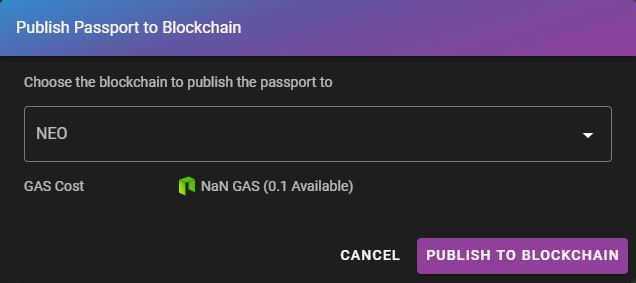 Publish Passport to Blockchain
Choose the blockchain to publish the passport to
NEO
GAS Cost NaN GAS (0.1 Available)
CANCEL PUBLISH TO BLOCKCHAIN